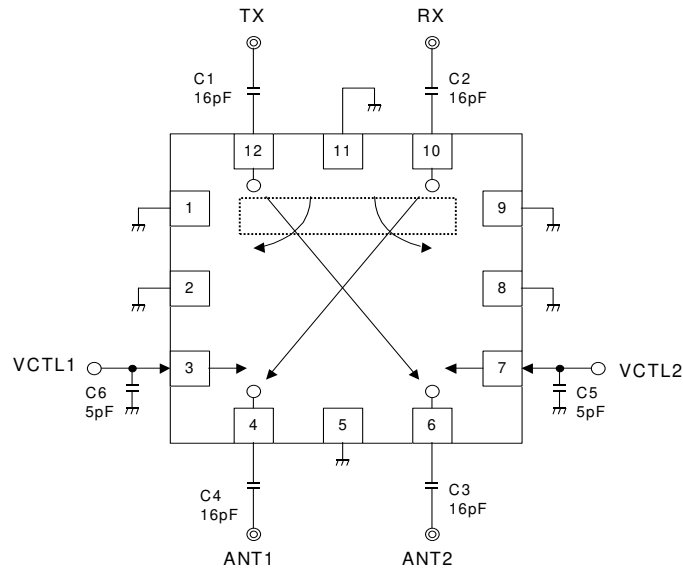 TX RX
C1
16pF
C2
16pF
12 11 10
1 9
2 8
VCTL1 3 7 VCTL2
C6
5pF
C5
5pF
4 5 6
C4
16pF
C3
16pF
ANT1 ANT2